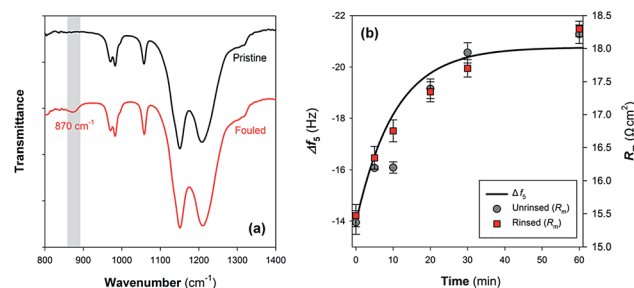 Transmittance
Pristine
870 cm⁻¹
Fouled
(a)
800 900 1000 1100 1200 1300 1400
Wavenumber (cm⁻¹)
(b)
-22
-20
-18
-16
-14
Δf₅ (Hz)
18.5
18.0
17.5
17.0
16.5
16.0
15.5
15.0
Rₘ (Ω cm²)
Δf₅
Unrinsed (Rₘ)
Rinsed (Rₘ)
0 10 20 30 40 50 60
Time (min)